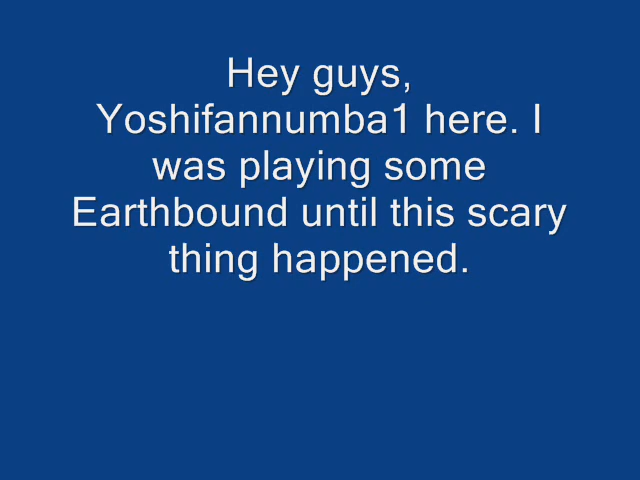 Hey guys,
Yoshifannumba1 here. I
was playing some
Earthbound until this scary
thing happened.